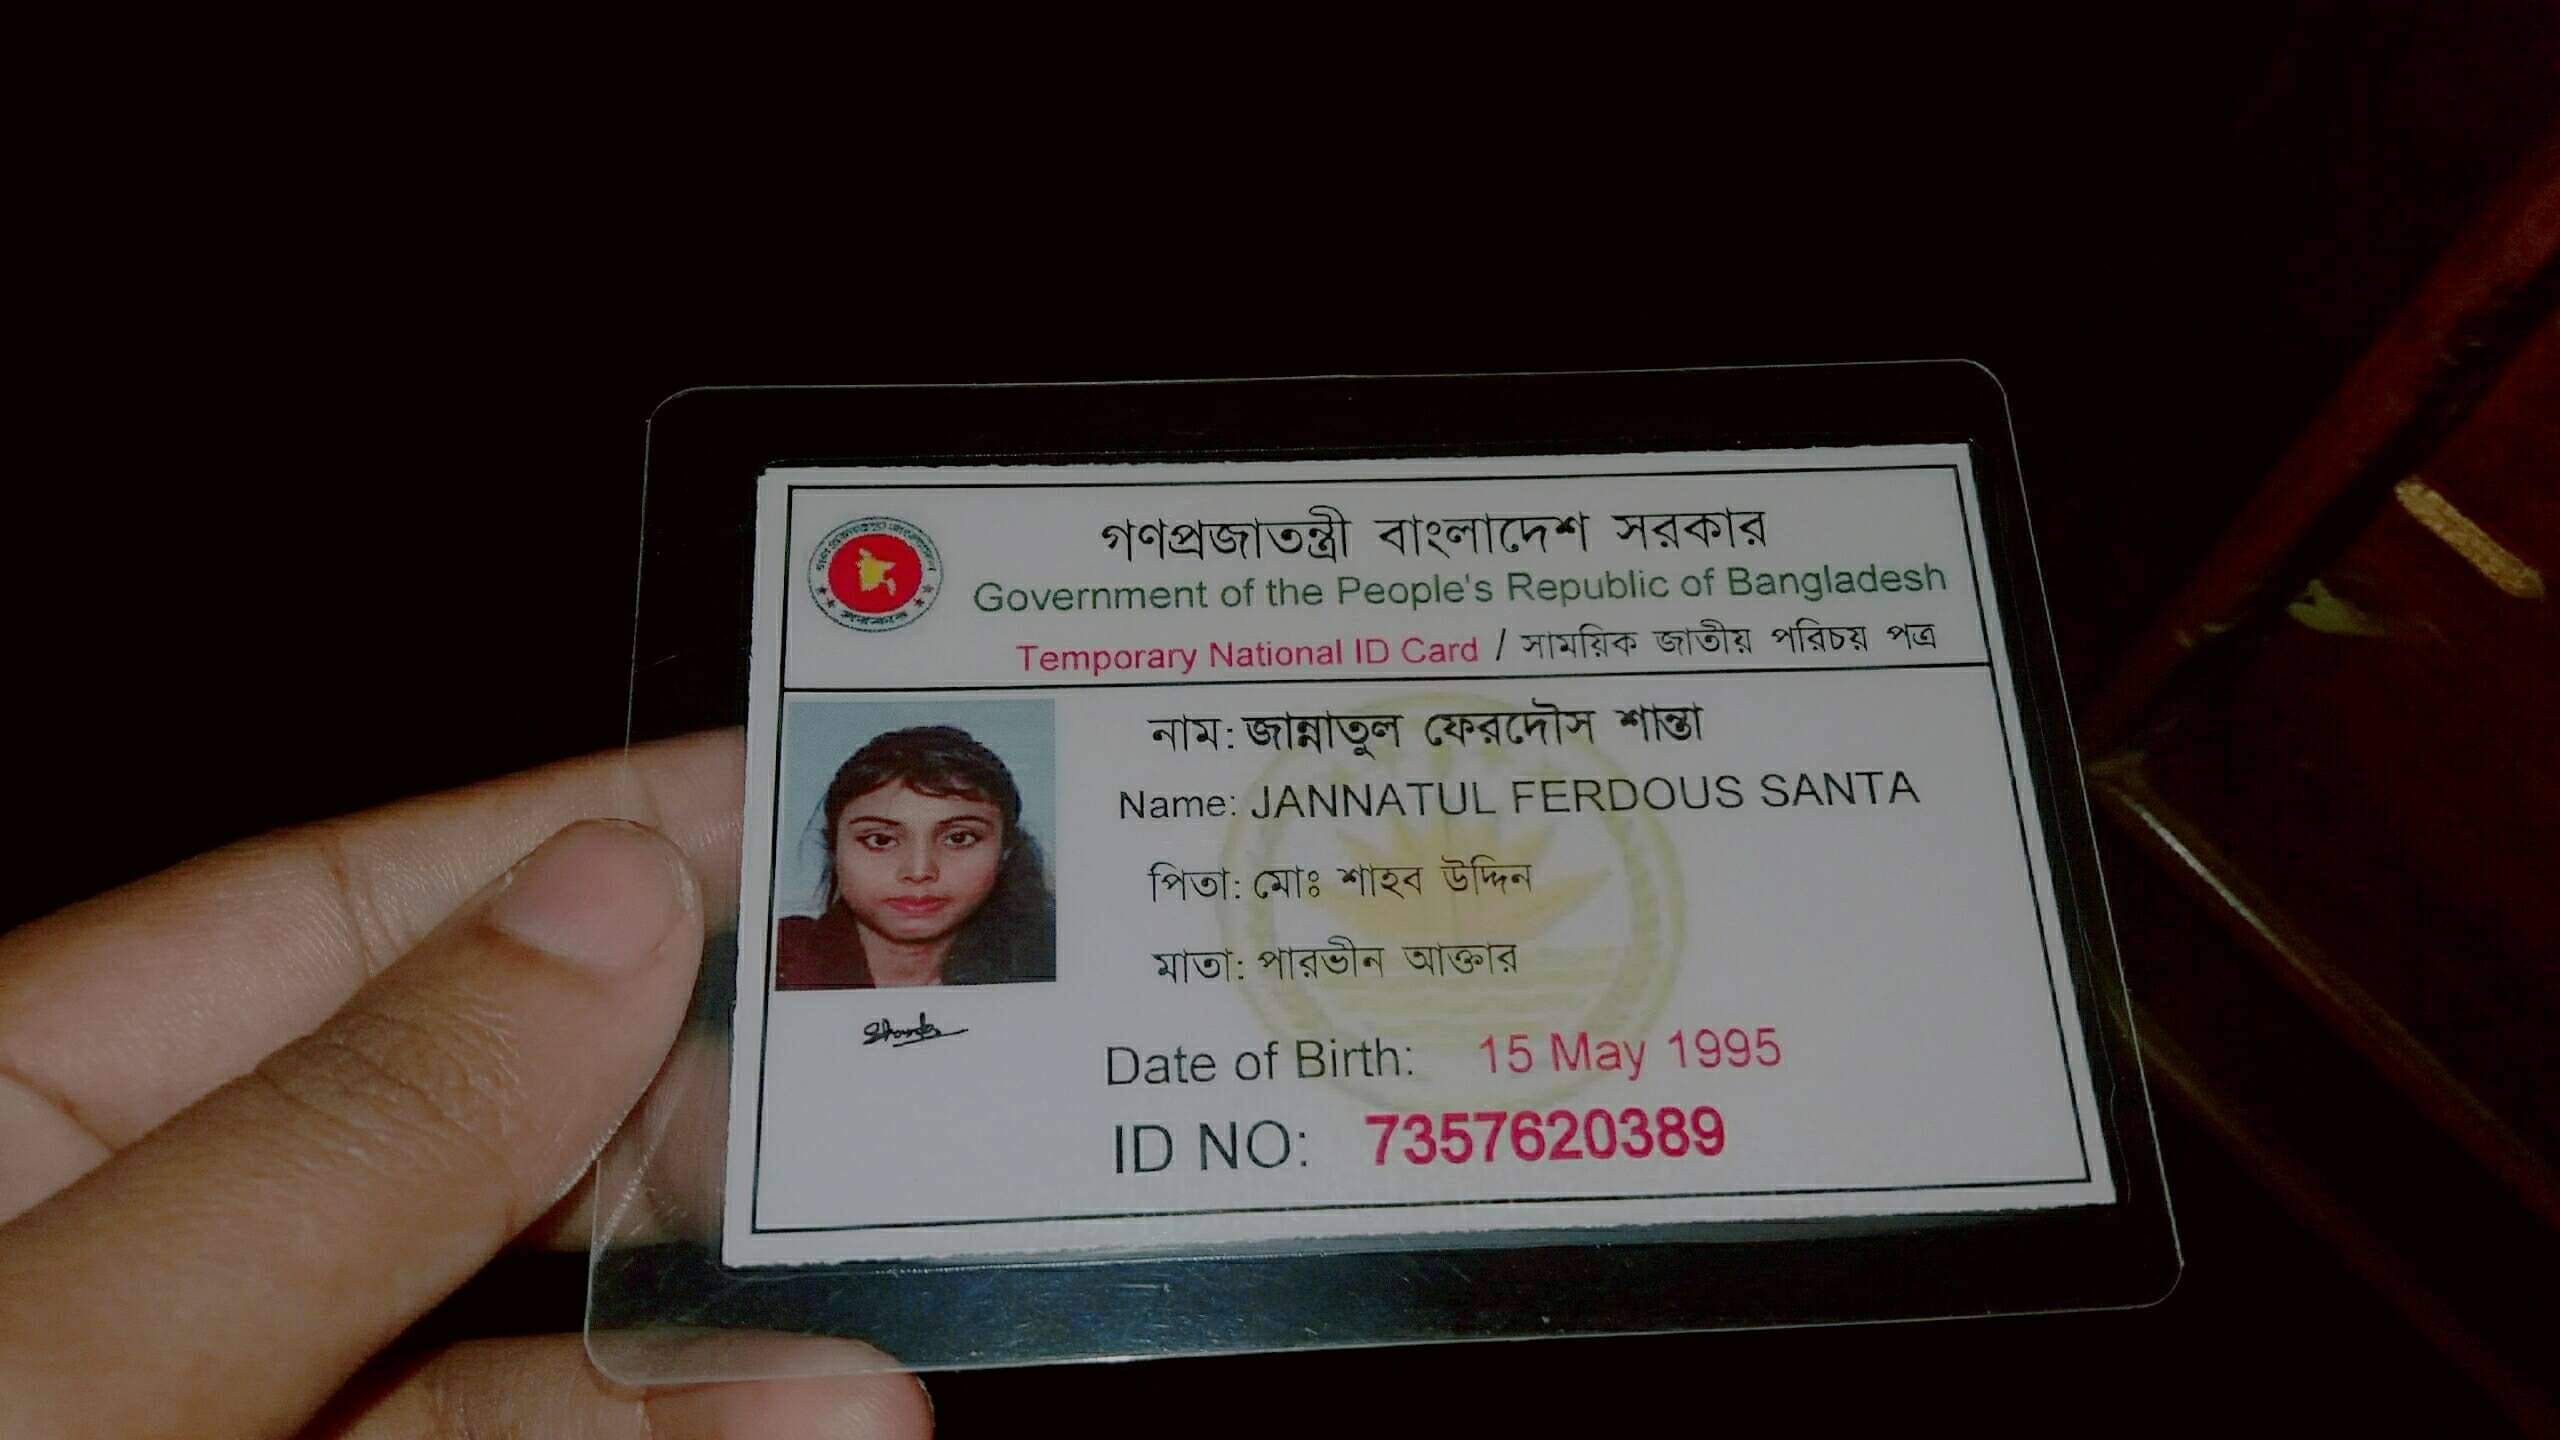 গণপ্রজাতন্ত্রী বাংলাদেশ সরকার
Government of the People's Republic of Bangladesh
Temporary National ID Card / সাময়িক জাতীয় পরিচয় পত্র
নাম: জান্নাতুল ফেরদৌস শান্তা
Name: JANNATUL FERDOUS SANTA
পিতা: মোঃ শাহব উদ্দিন
মাতা: পারভীন আক্তার
Date of Birth: 15 May 1995
ID NO: 7357620389